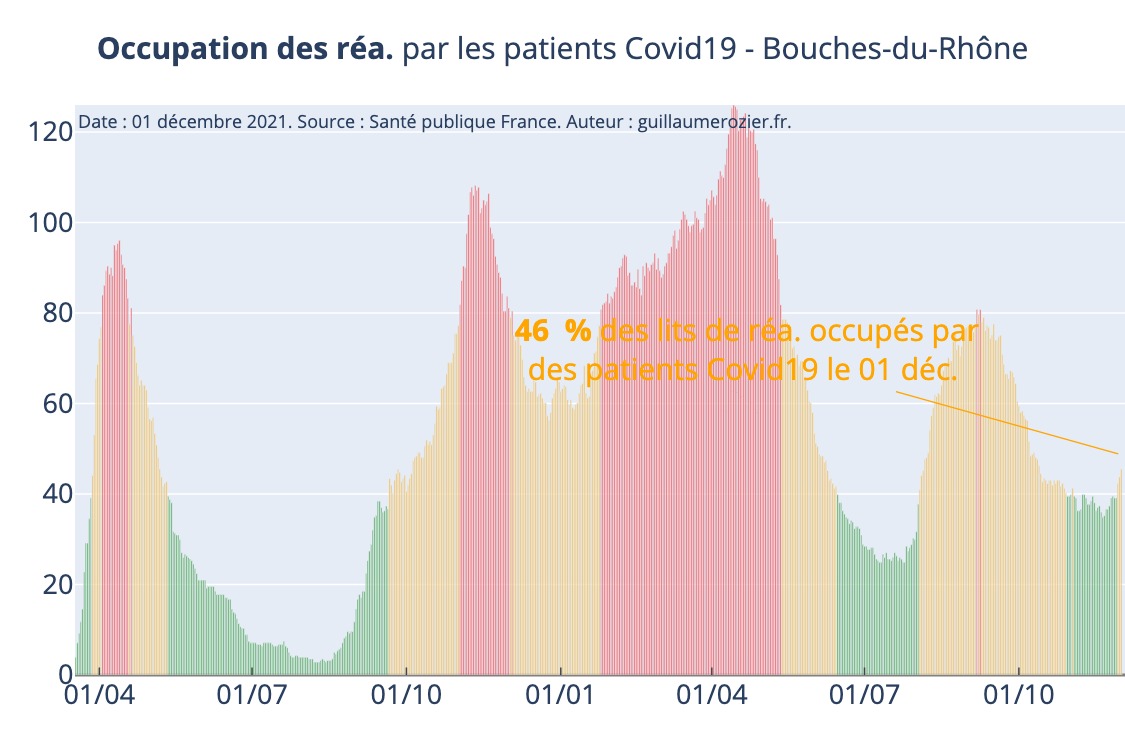 Occupation des réa. par les patients Covid19 - Bouches-du-Rhône
Date : 01 décembre 2021. Source : Santé publique France. Auteur : guillaumerozier.fr.
120
100
80
60
40
20
0
46 % des lits de réa. occupés par
des patients Covid19 le 01 déc.
01/04 01/07 01/10 01/01 01/04 01/07 01/10